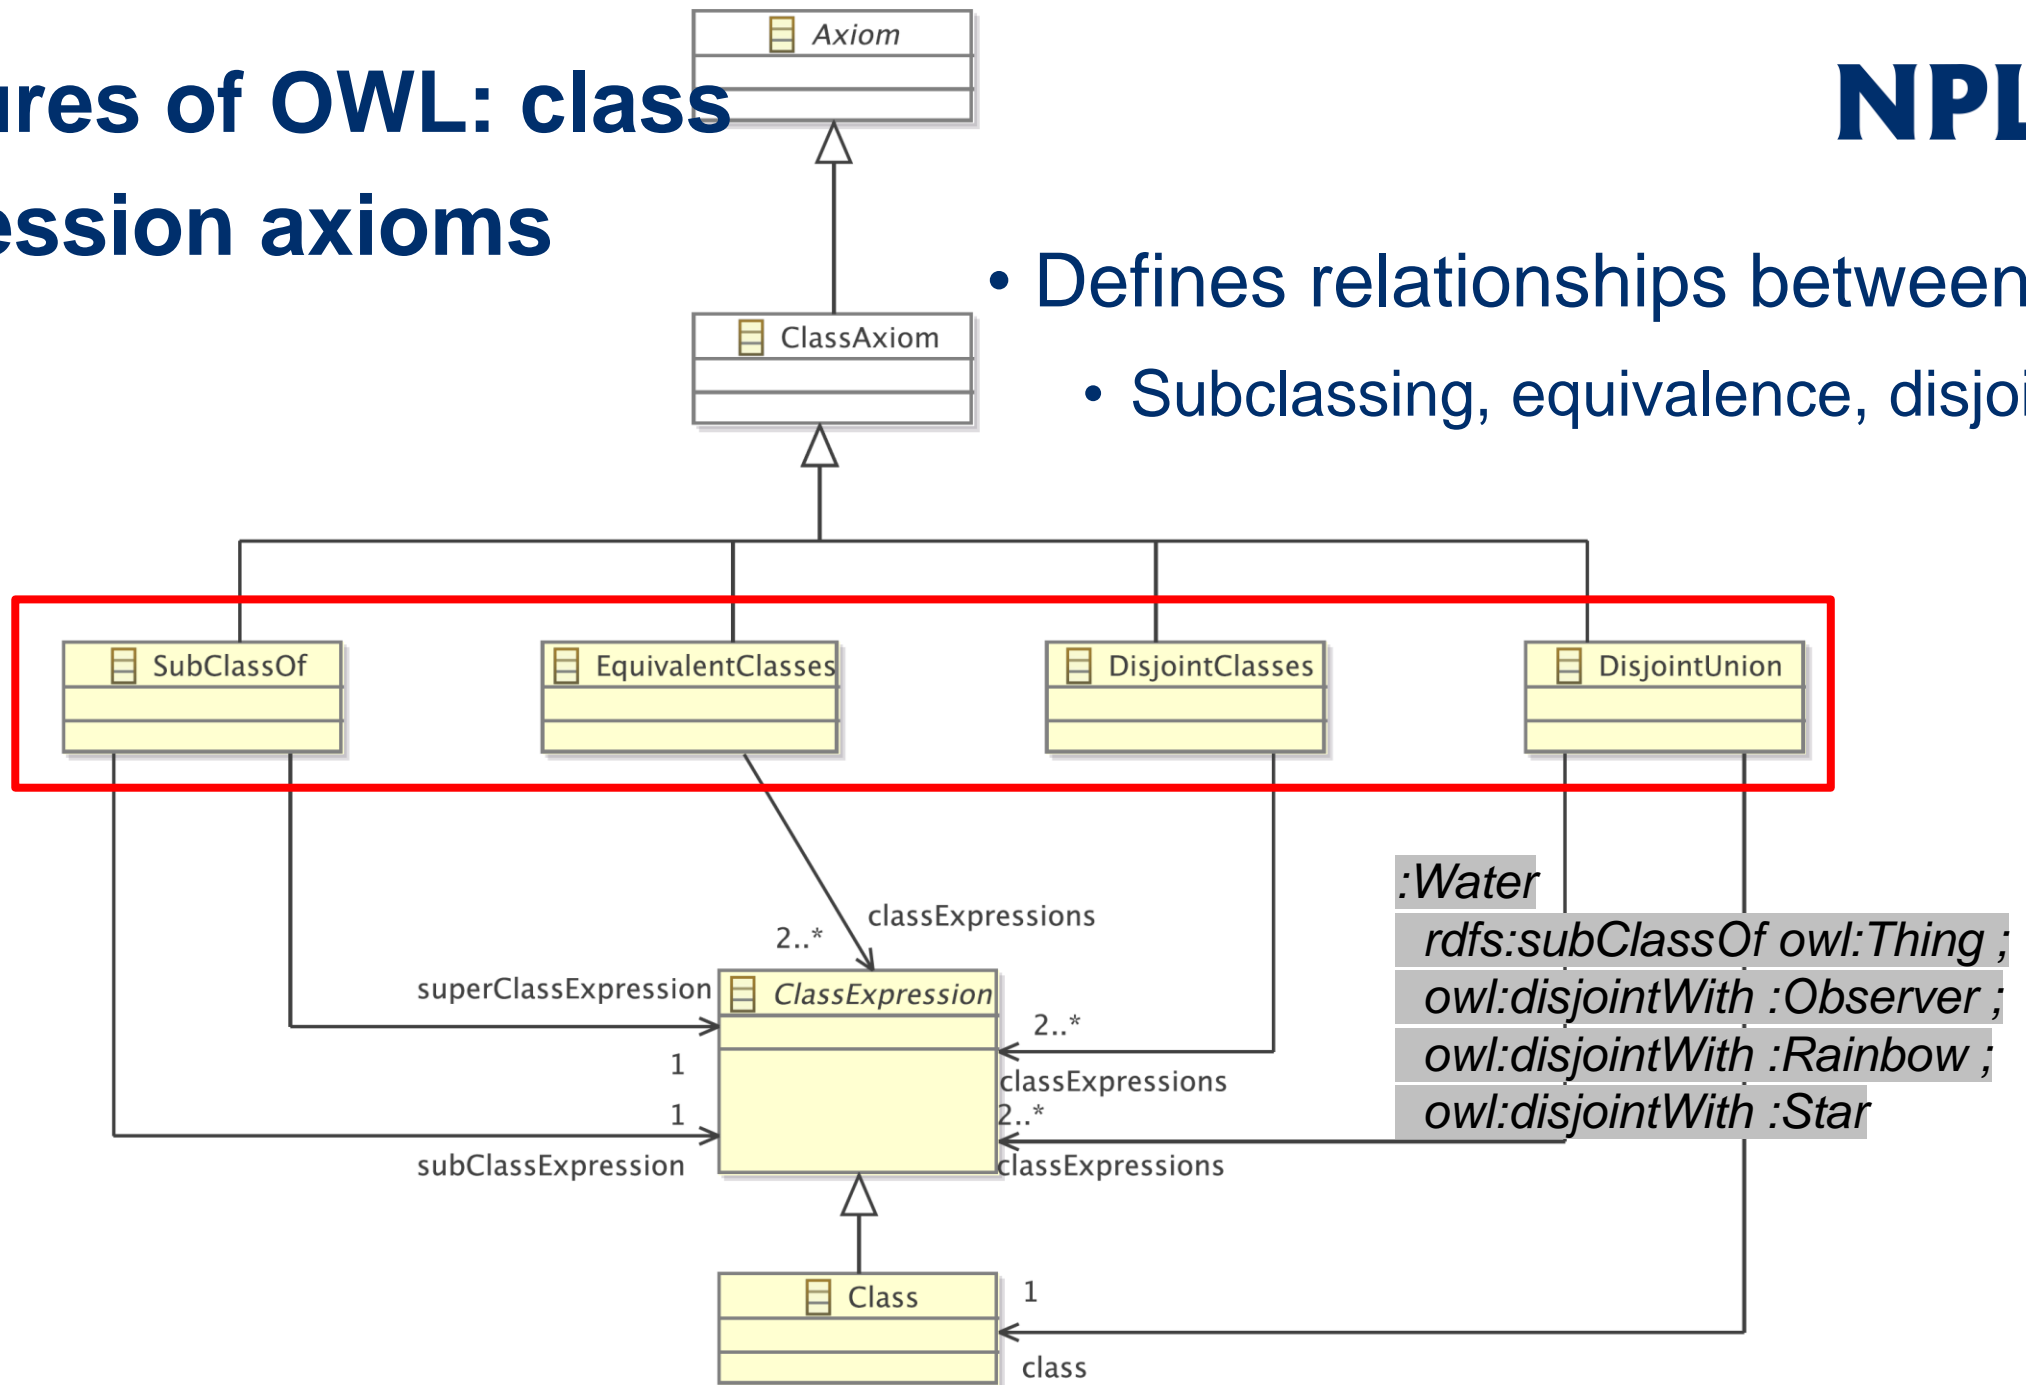 Axiom
ures of OWL: class
ession axioms
NPL
• Defines relationships between
• Subclassing, equivalence, disjoi
ClassAxiom
SubClassOf
EquivalentClasses
DisjointClasses
DisjointUnion
classExpressions
2..*
superClassExpression
ClassExpression
1
1
subClassExpression
2..*
classExpressions
2..*
classExpressions
:Water
rdfs:subClassOf owl:Thing ;
owl:disjointWith :Observer ;
owl:disjointWith :Rainbow ;
owl:disjointWith :Star
Class
1
class